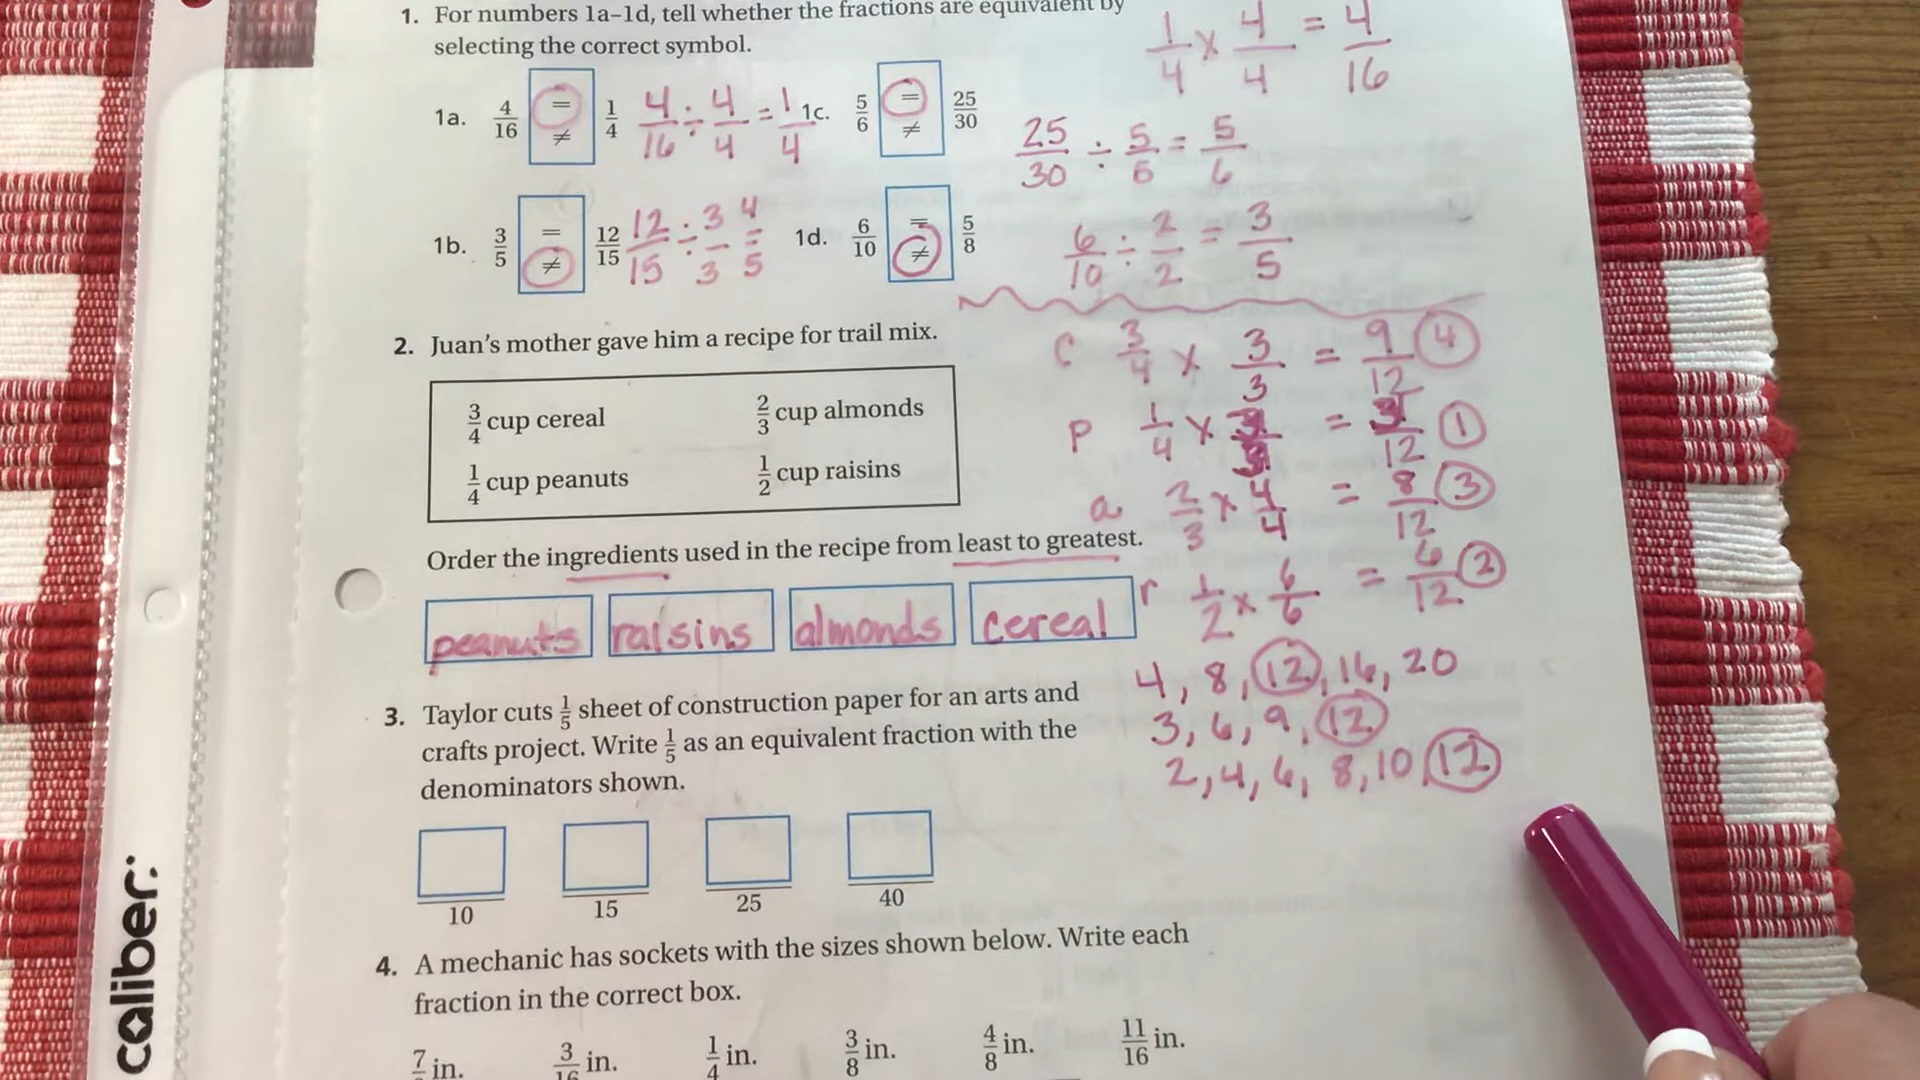 1. For numbers 1a–1d, tell whether the fractions are equivalent by
selecting the correct symbol.
1/4 × 4/4 = 4/16
1a. 4/16 = ≠ 1/4 4/16 ÷ 4/4 = 1/4
1c. 5/6 = ≠ 25/30
25/30 ÷ 5/5 = 5/6
1b. 3/5 = ≠ 12/15 12/15 ÷ 3/3 = 4/5
1d. 6/10 = ≠ 5/8
6/10 ÷ 2/2 = 3/5
2. Juan's mother gave him a recipe for trail mix.
3/4 cup cereal 2/3 cup almonds
1/4 cup peanuts 1/2 cup raisins
C 3/4 × 3/3 = 9/12 4
P 1/4 × 3/3 = 3/12 1
a 2/3 × 4/4 = 8/12 3
r 1/2 × 6/6 = 6/12 2
Order the ingredients used in the recipe from least to greatest.
peanuts raisins almonds cereal
4, 8, 12, 16, 20
3, 6, 9, 12
2, 4, 6, 8, 10, 12
3. Taylor cuts 1/5 sheet of construction paper for an arts and
crafts project. Write 1/5 as an equivalent fraction with the
denominators shown.
10 15 25 40
4. A mechanic has sockets with the sizes shown below. Write each
fraction in the correct box.
in. 3/16 in. 1/4 in. 3/8 in. 4/8 in. 11/16 in.
caliber: